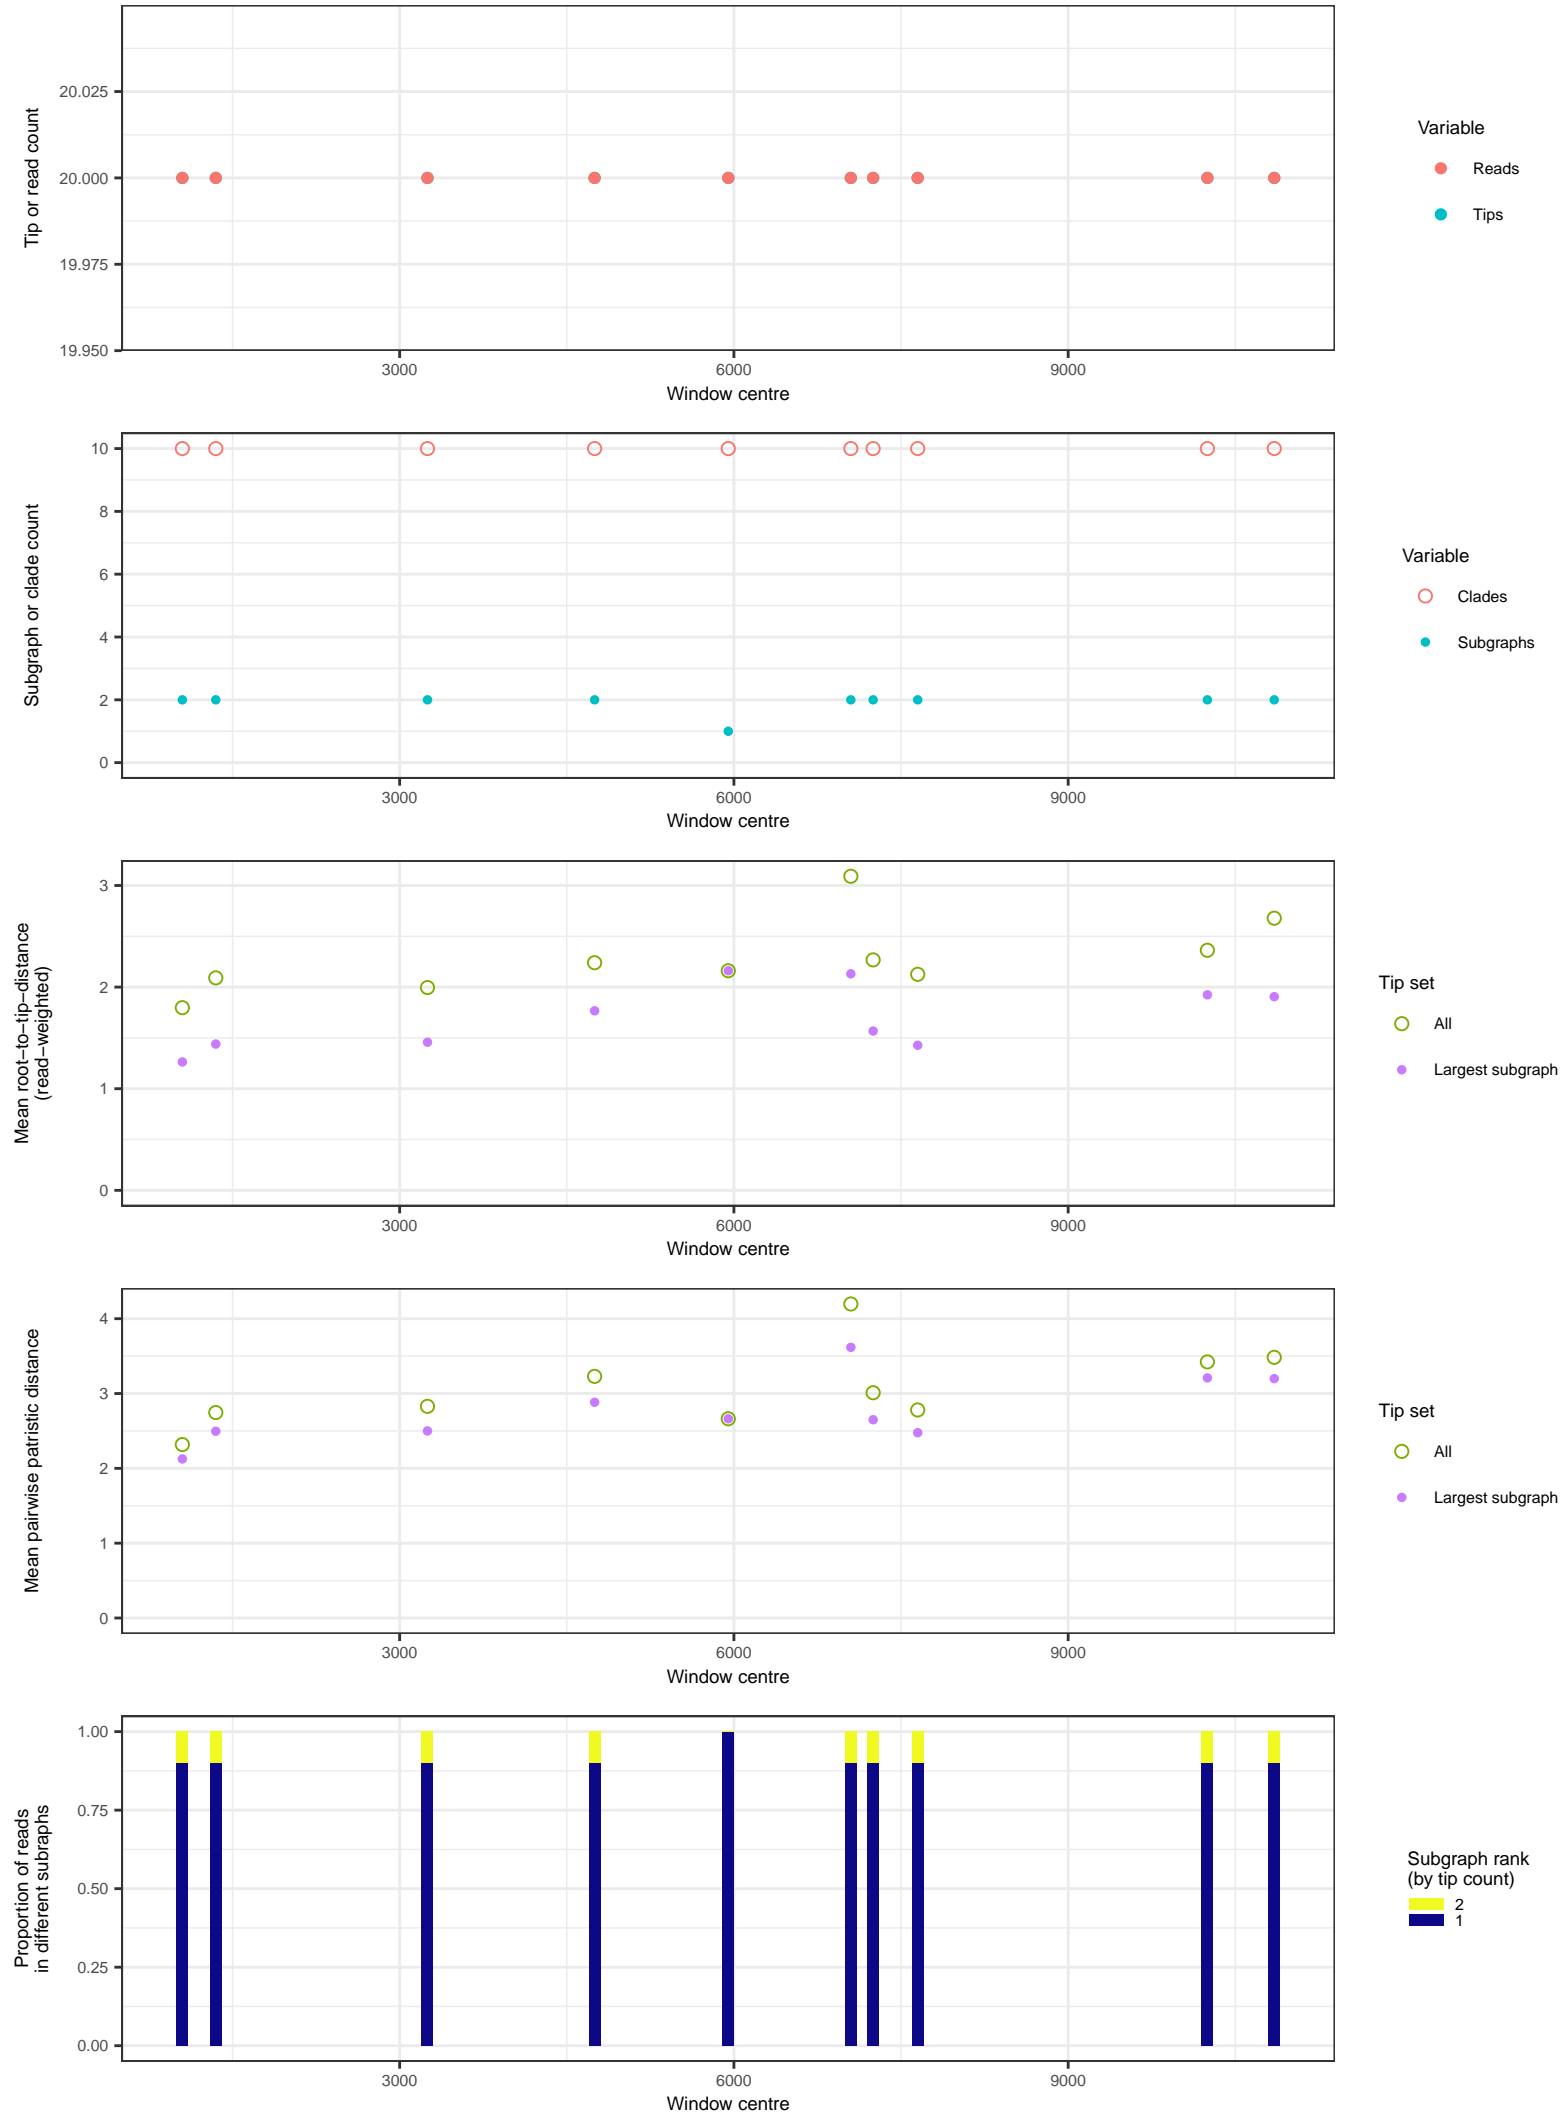 Tip or read count
20.025
20.000
19.975
19.950
3000
6000
9000
Window centre
Variable
Reads
Tips
Subgraph or clade count
10
8
6
4
2
0
3000
6000
9000
Window centre
Variable
Clades
Subgraphs
Mean root−to−tip−distance
(read−weighted)
3
2
1
0
3000
6000
9000
Window centre
Tip set
All
Largest subgraph
Mean pairwise patristic distance
4
3
2
1
0
3000
6000
9000
Window centre
Tip set
All
Largest subgraph
Proportion of reads
in different subraphs
1.00
0.75
0.50
0.25
0.00
3000
6000
9000
Window centre
Subgraph rank
(by tip count)
2
1